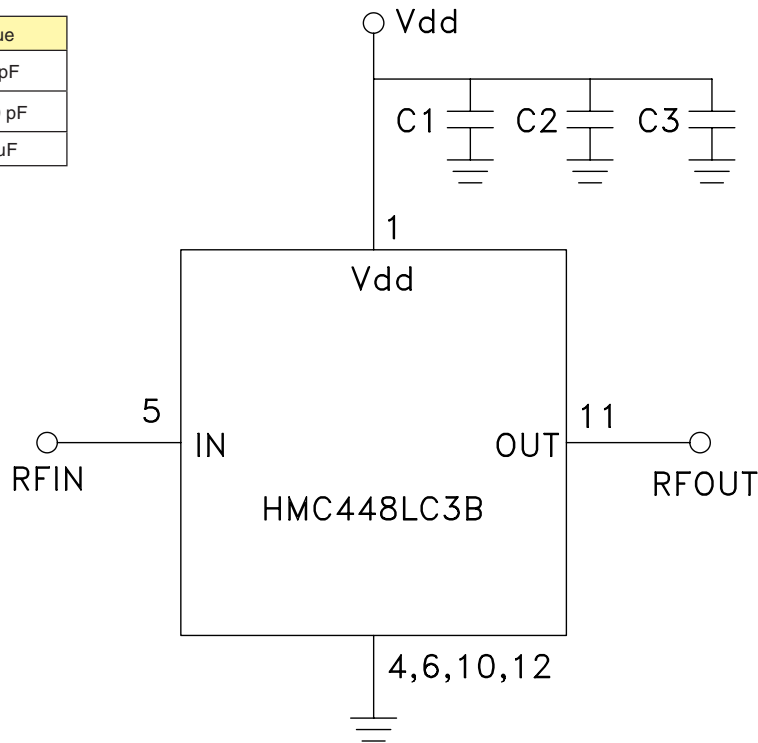 Vdd
pF
pF
uF
C1 C2 C3
1
Vdd
5
11
IN
OUT
RFIN
RFOUT
HMC448LC3B
4,6,10,12